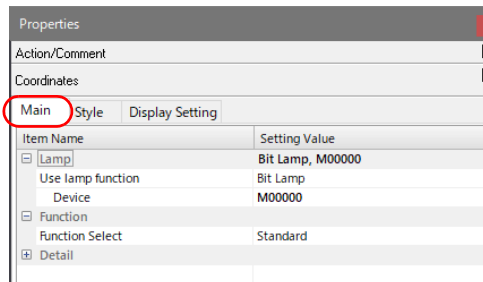 Properties
Action/Comment
Coordinates
Main Style Display Setting
Item Name Setting Value
Lamp Bit Lamp, M00000
Use lamp function Bit Lamp
Device M00000
Function
Function Select Standard
Detail